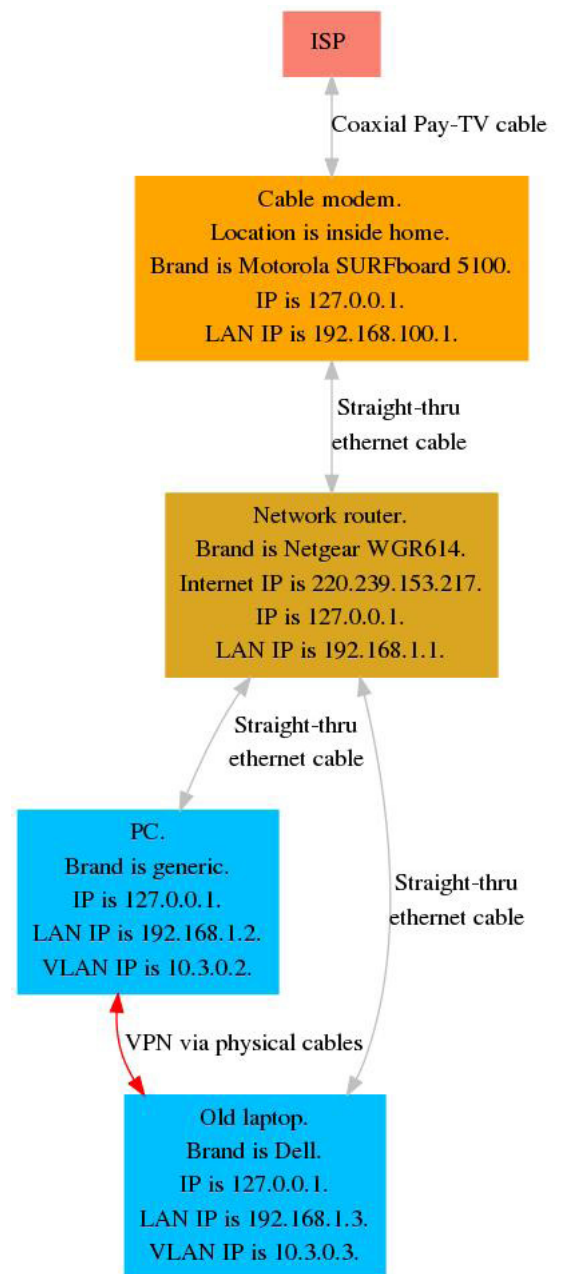 ISP
Coaxial Pay-TV cable
Cable modem.
Location is inside home.
Brand is Motorola SURFboard 5100.
IP is 127.0.0.1.
LAN IP is 192.168.100.1.
Straight-thru
ethernet cable
Network router.
Brand is Netgear WGR614.
Internet IP is 220.239.153.217.
IP is 127.0.0.1.
LAN IP is 192.168.1.1.
Straight-thru
ethernet cable
PC.
Brand is generic.
IP is 127.0.0.1.
LAN IP is 192.168.1.2.
VLAN IP is 10.3.0.2.
Straight-thru
ethernet cable
VPN via physical cables
Old laptop.
Brand is Dell.
IP is 127.0.0.1.
LAN IP is 192.168.1.3.
VLAN IP is 10.3.0.3.